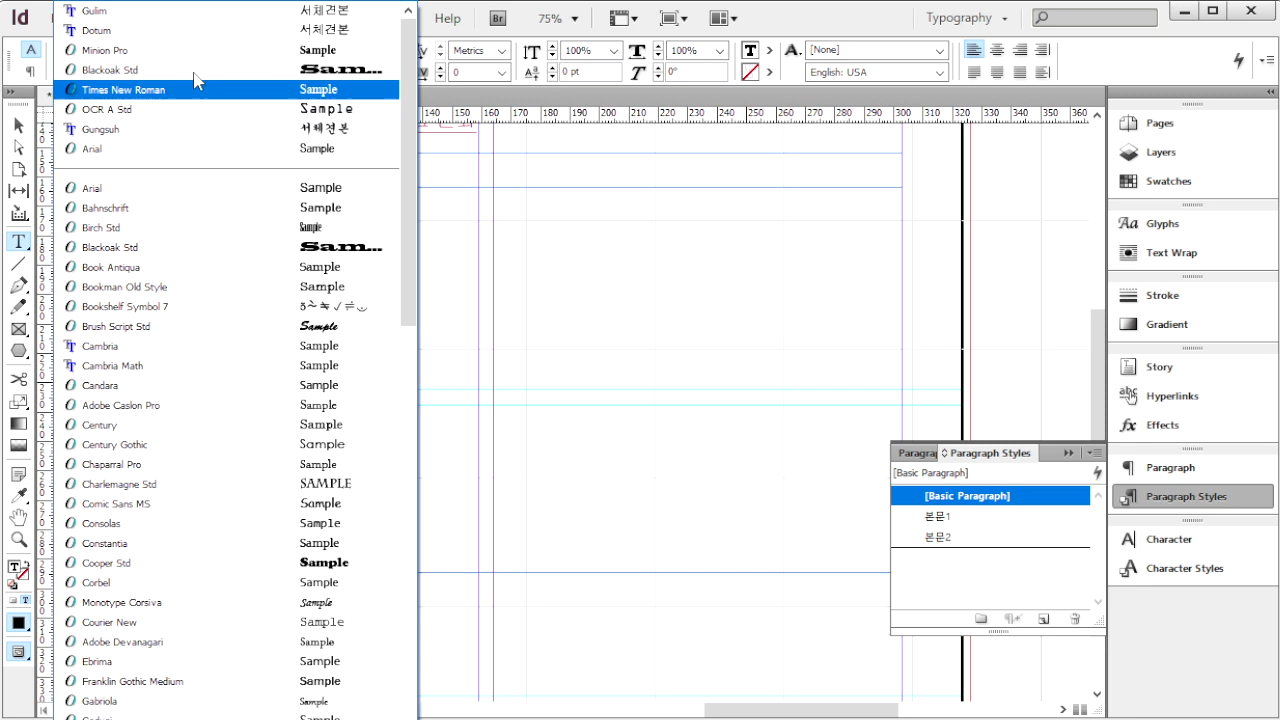 Id
Help
Br
75%
Typography
A
Metrics
100%
100%
T
A.
[None]
0
0 pt
0°
English: USA
140 150 160 170 180 190 200 210 220 230 240 250 260 270 280 290 300 310 320 330 340 350 360
Gulim 서체견본
Dotum 서체견본
Minion Pro Sample
Blackoak Std Sam...
Times New Roman Sample
OCR A Std Sample
Gungsuh 서체견본
Arial Sample
Arial Sample
Bahnschrift Sample
Birch Std Sample
Blackoak Std Sam...
Book Antiqua Sample
Bookman Old Style Sample
Bookshelf Symbol 7
Brush Script Std Sample
Cambria Sample
Cambria Math Sample
Candara Sample
Adobe Caslon Pro Sample
Century Sample
Century Gothic Sample
Chaparral Pro Sample
Charlemagne Std SAMPLE
Comic Sans MS Sample
Consolas Sample
Constantia Sample
Cooper Std Sample
Corbel Sample
Monotype Corsiva Sample
Courier New Sample
Adobe Devanagari Sample
Ebrima Sample
Franklin Gothic Medium Sample
Gabriola Sample
Pages
Layers
Swatches
Glyphs
Text Wrap
Stroke
Gradient
Story
Hyperlinks
Effects
Paragraph
Paragraph Styles
Character
Character Styles
Paragraph Styles
[Basic Paragraph]
[Basic Paragraph]
본문1
본문2